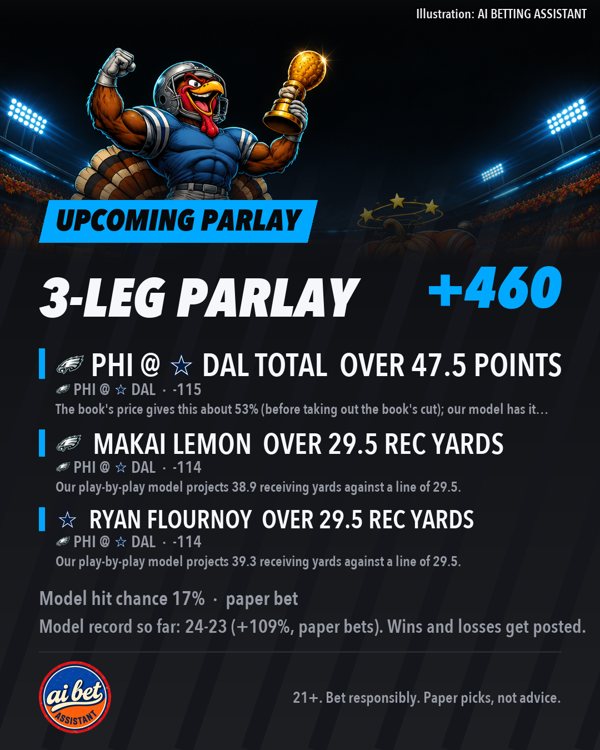 Illustration: AI BETTING ASSISTANT
UPCOMING PARLAY
3-LEG PARLAY +460
PHI @ DAL TOTAL OVER 47.5 POINTS
PHI @ DAL · -115
The book's price gives this about 53% (before taking out the book's cut); our model has it…
MAKAI LEMON OVER 29.5 REC YARDS
PHI @ DAL · -114
Our play-by-play model projects 38.9 receiving yards against a line of 29.5.
RYAN FLOURNOY OVER 29.5 REC YARDS
PHI @ DAL · -114
Our play-by-play model projects 39.3 receiving yards against a line of 29.5.
Model hit chance 17% · paper bet
Model record so far: 24-23 (+109%, paper bets). Wins and losses get posted.
ai bet
ASSISTANT
21+. Bet responsibly. Paper picks, not advice.